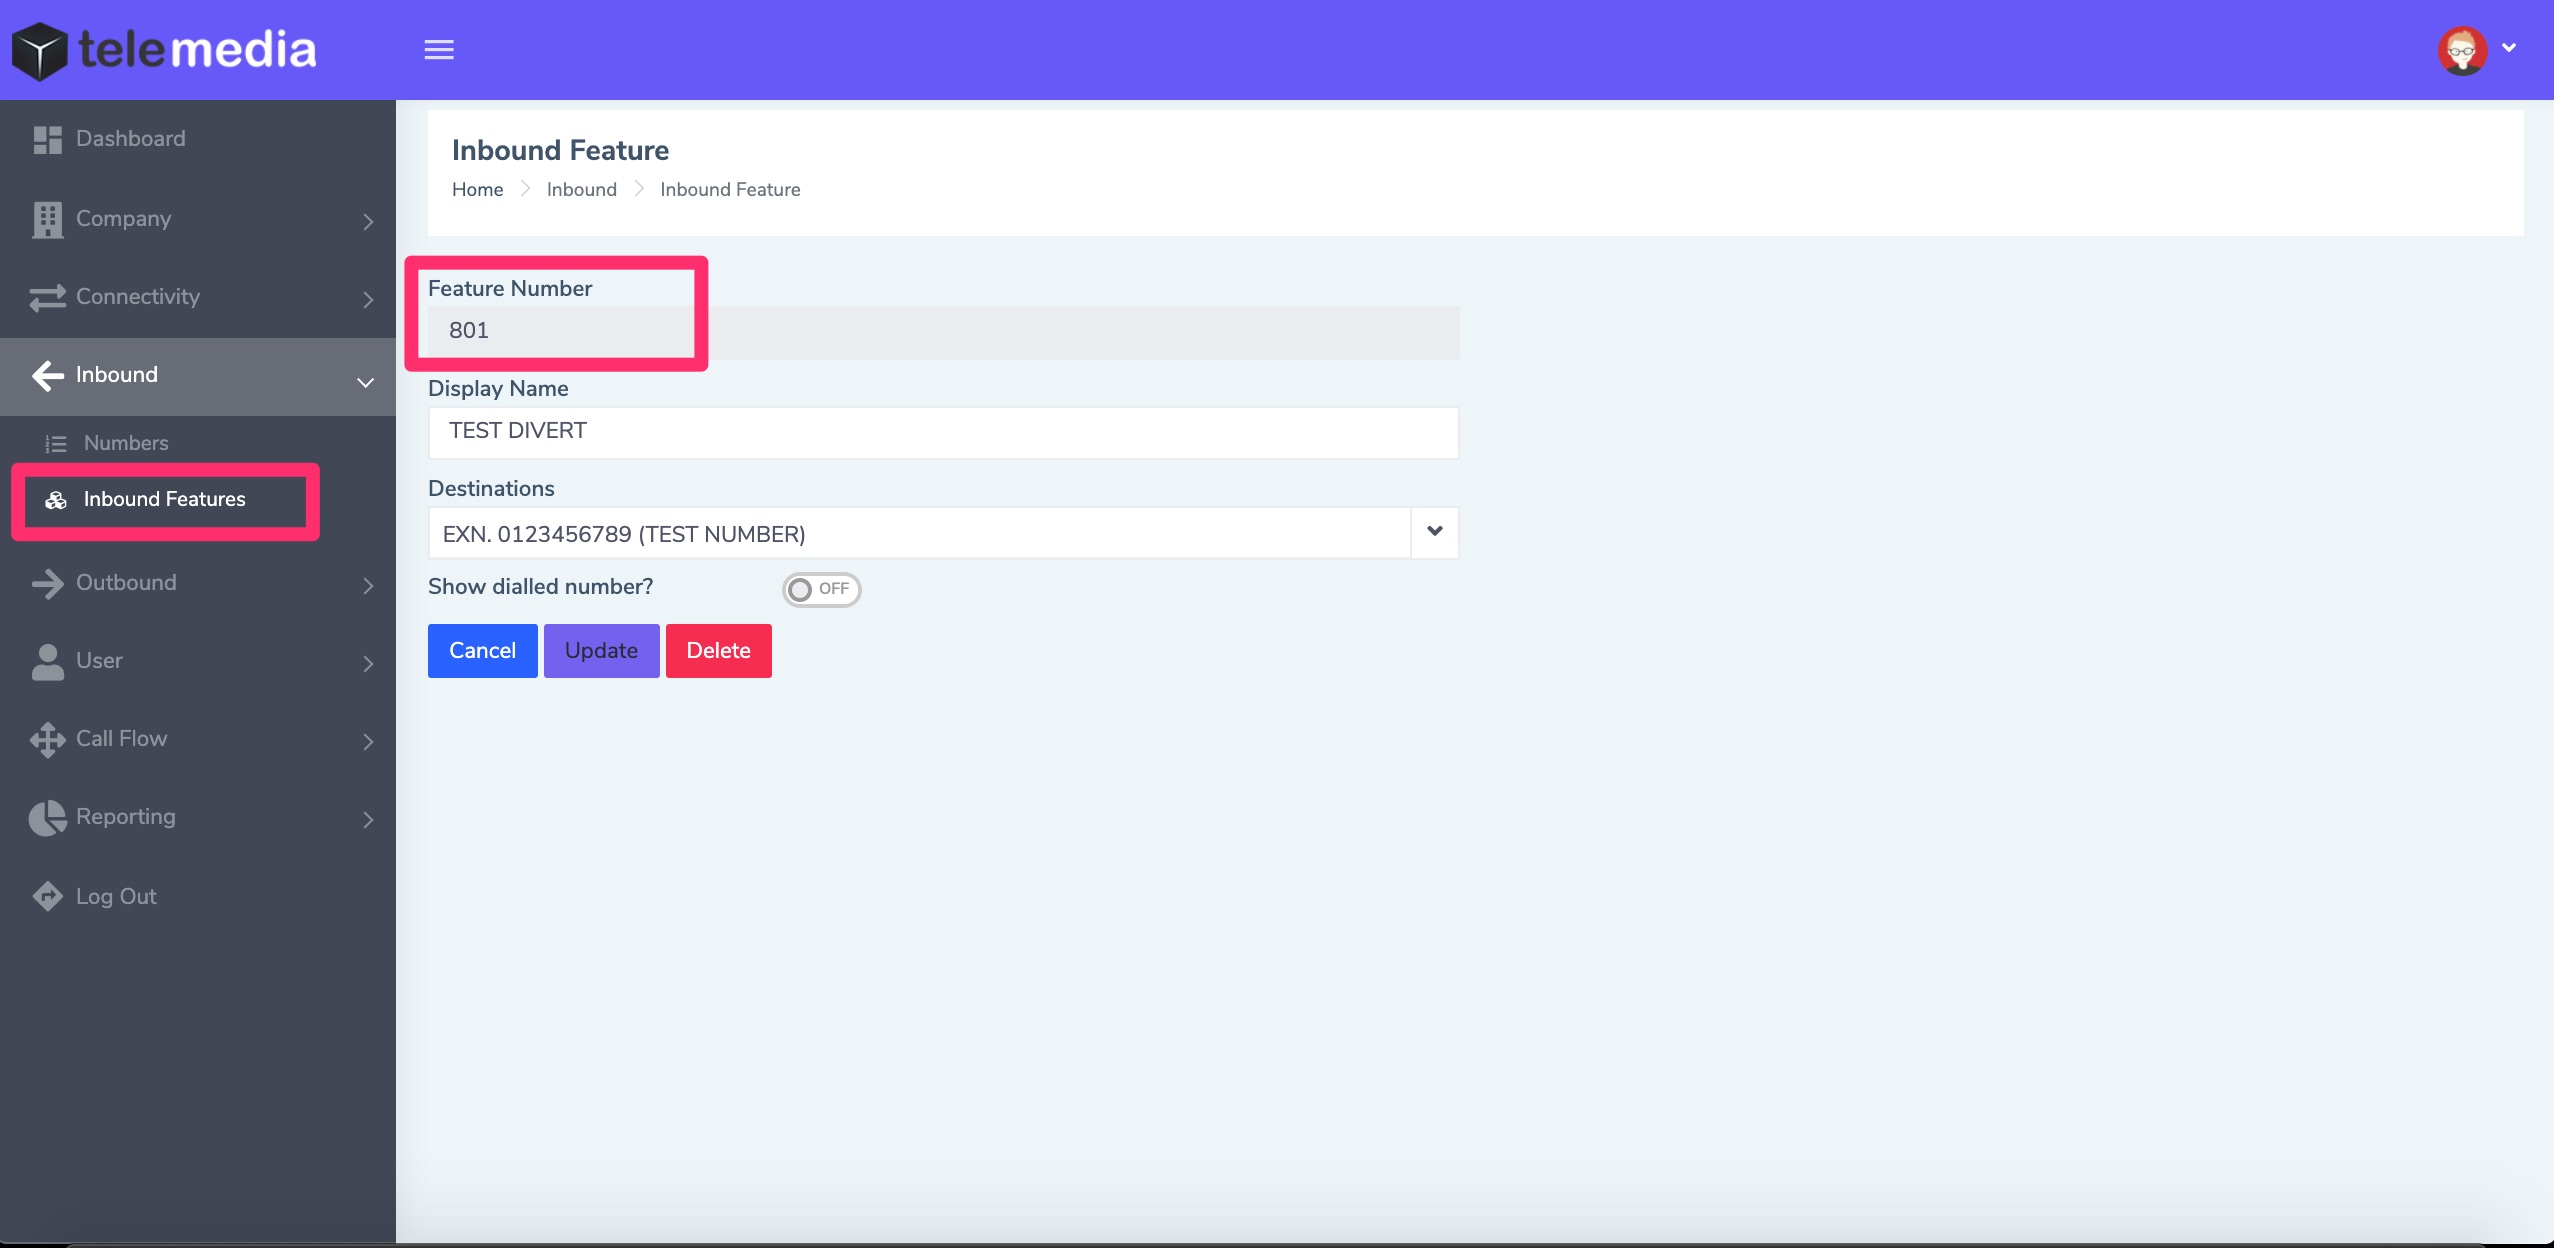 telemedia
Dashboard
Company
Connectivity
Inbound
Numbers
Inbound Features
Outbound
User
Call Flow
Reporting
Log Out
Inbound Feature
Home Inbound Inbound Feature
Feature Number
801
Display Name
TEST DIVERT
Destinations
EXN. 0123456789 (TEST NUMBER)
Show dialled number? OFF
Cancel Update Delete